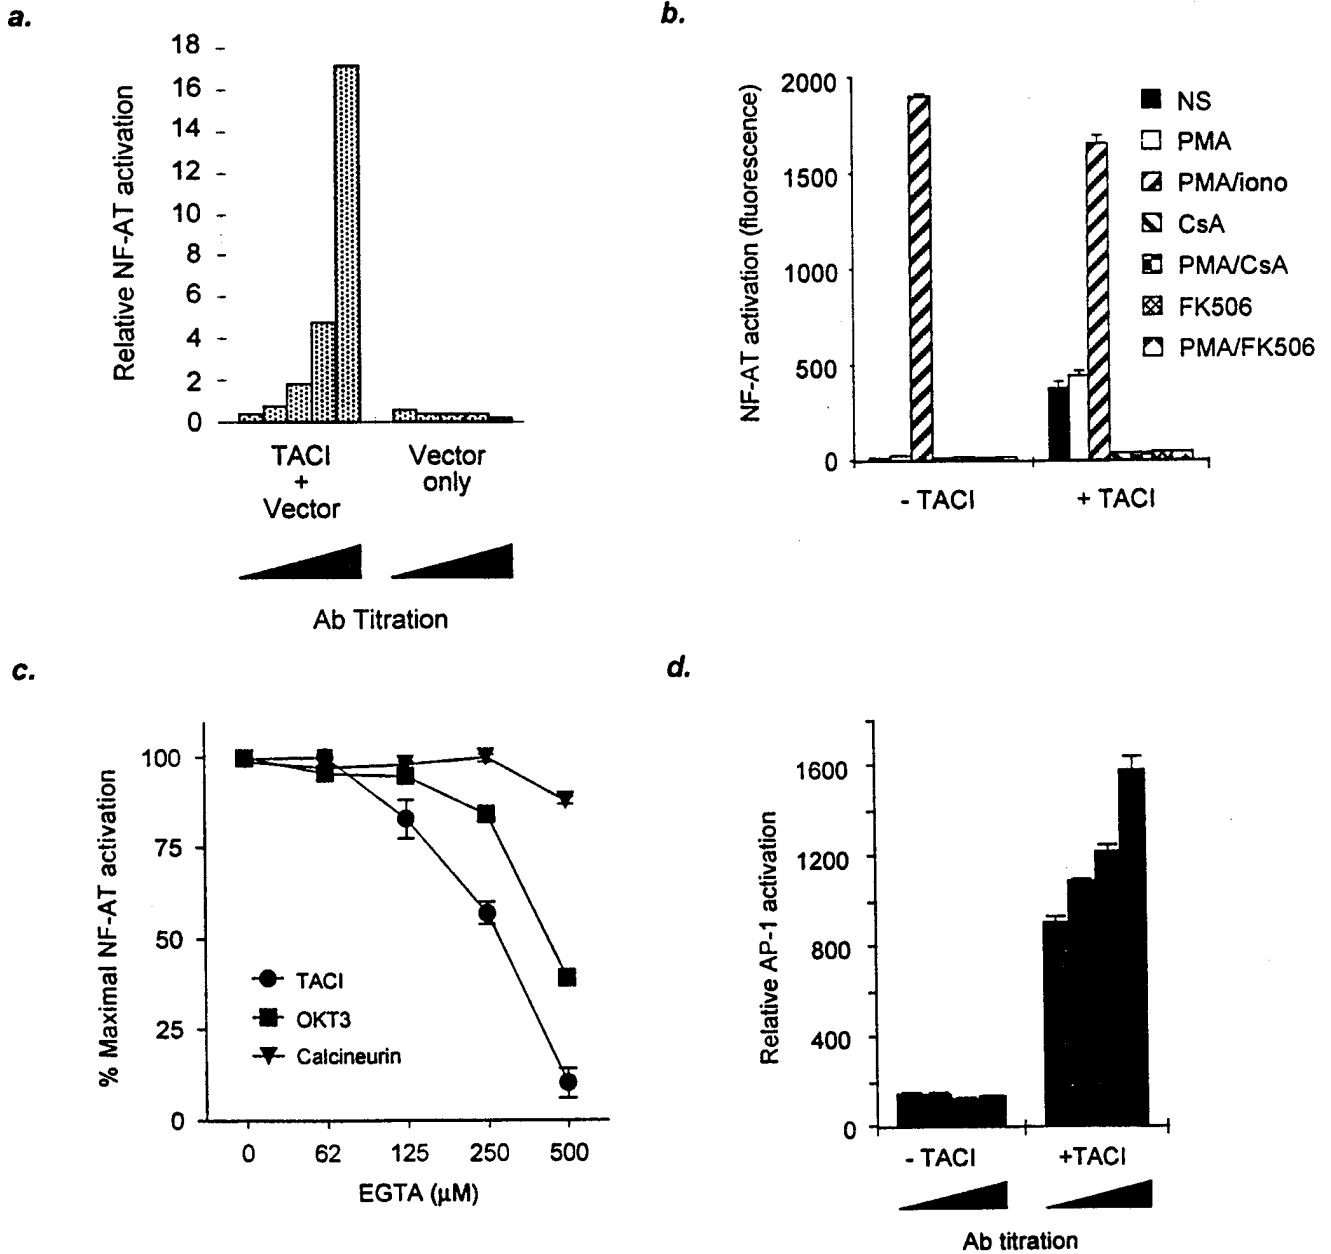 a.
Relative NF-AT activation
18
16
14
12
10
8
6
4
2
0
TACI
+
Vector
Vector
only
Ab Titration
b.
NF-AT activation (fluorescence)
2000
1500
1000
500
0
- TACI
+ TACI
NS
PMA
PMA/iono
CsA
PMA/CsA
FK506
PMA/FK506
c.
% Maximal NF-AT activation
100
75
50
25
0
TACI
OKT3
Calcineurin
0 62 125 250 500
EGTA (µM)
d.
Relative AP-1 activation
1600
1200
800
400
0
- TACI
+TACI
Ab titration